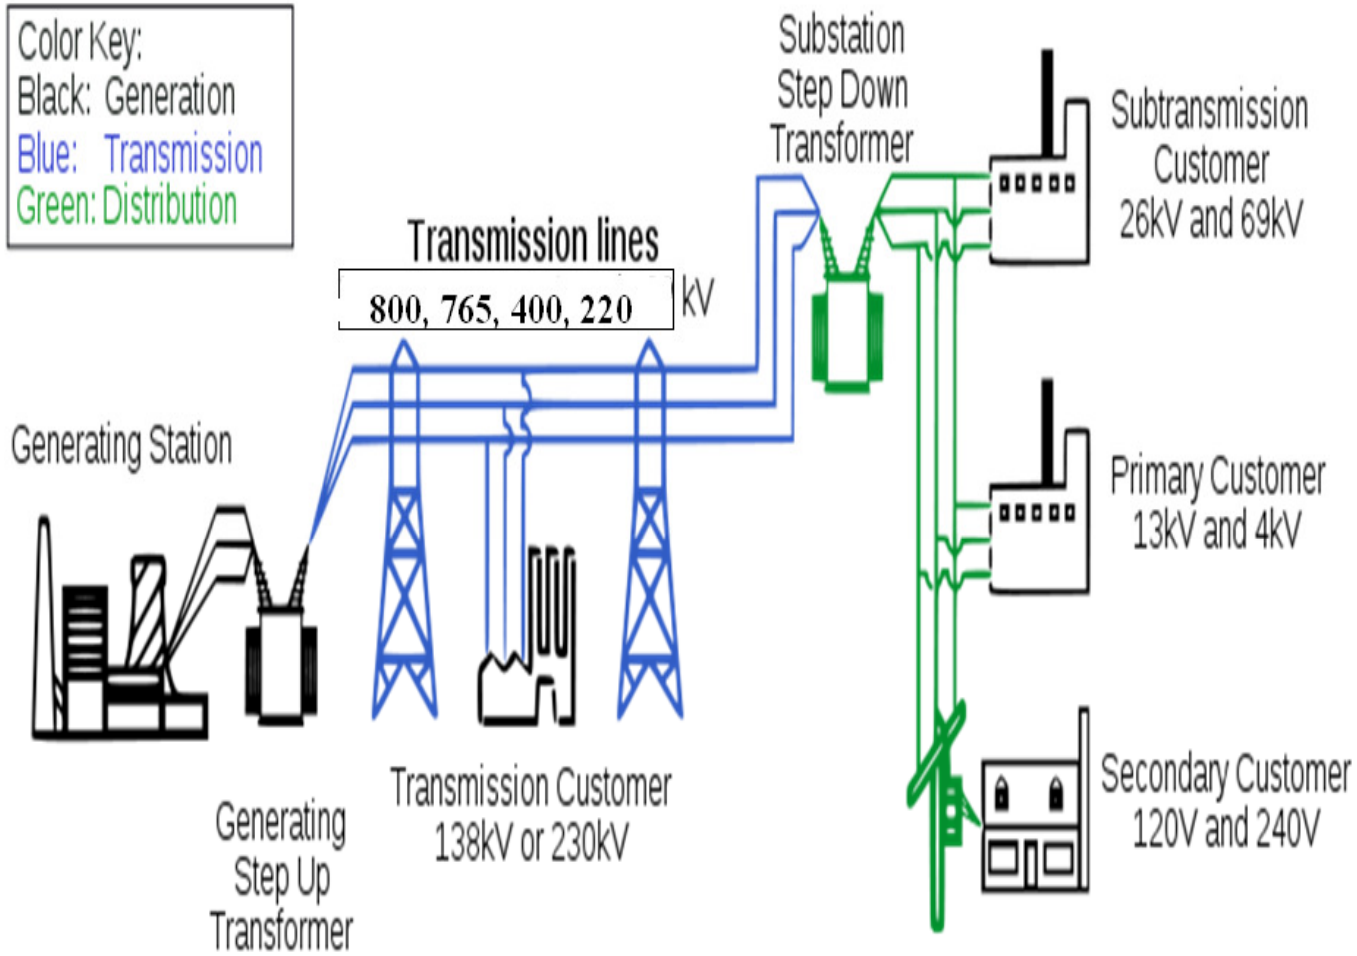 Color Key:
Black: Generation
Blue: Transmission
Green: Distribution
Substation
Step Down
Transformer
Subtransmission
Customer
26kV and 69kV
Transmission lines
800, 765, 400, 220 kV
Generating Station
Primary Customer
13kV and 4kV
Transmission Customer
138kV or 230kV
Secondary Customer
120V and 240V
Generating
Step Up
Transformer